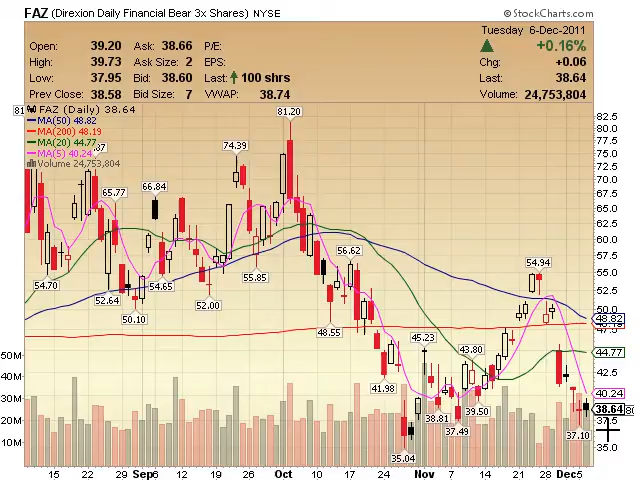 FAZ (Direxion Daily Financial Bear 3x Shares) NYSE © StockCharts.com
Tuesday 6-Dec-2011
Open: 39.20 Ask: 38.66 P/E: +0.16%
High: 39.73 Ask Size: 2 EPS: Chg: +0.06
Low: 37.95 Bid: 38.60 Last: 100 shrs Last: 38.64
Prev Close: 38.58 Bid Size: 7 VWAP: 38.74 Volume: 24,753,804
FAZ (Daily) 38.64
MA(50) 48.82
MA(200) 48.19
MA(20) 44.77
MA(5) 40.24
Volume 24,753,804
81.20
74.39
65.77
66.84
54.70
52.64
50.10
54.65
52.00
55.85
48.55
56.62
41.98
35.04
45.23
38.81
37.49
43.80
39.50
54.94
37.10
82.5
80.0
77.5
75.0
72.5
70.0
67.5
65.0
62.5
60.0
57.5
55.0
52.5
50.0
48.82
47.5
44.77
42.5
40.24
38.64
37.5
35.0
50M
40M
30M
20M
10M
15 22 29 Sep 6 12 19 26 Oct 10 17 24 Nov 7 14 21 28 Dec 5